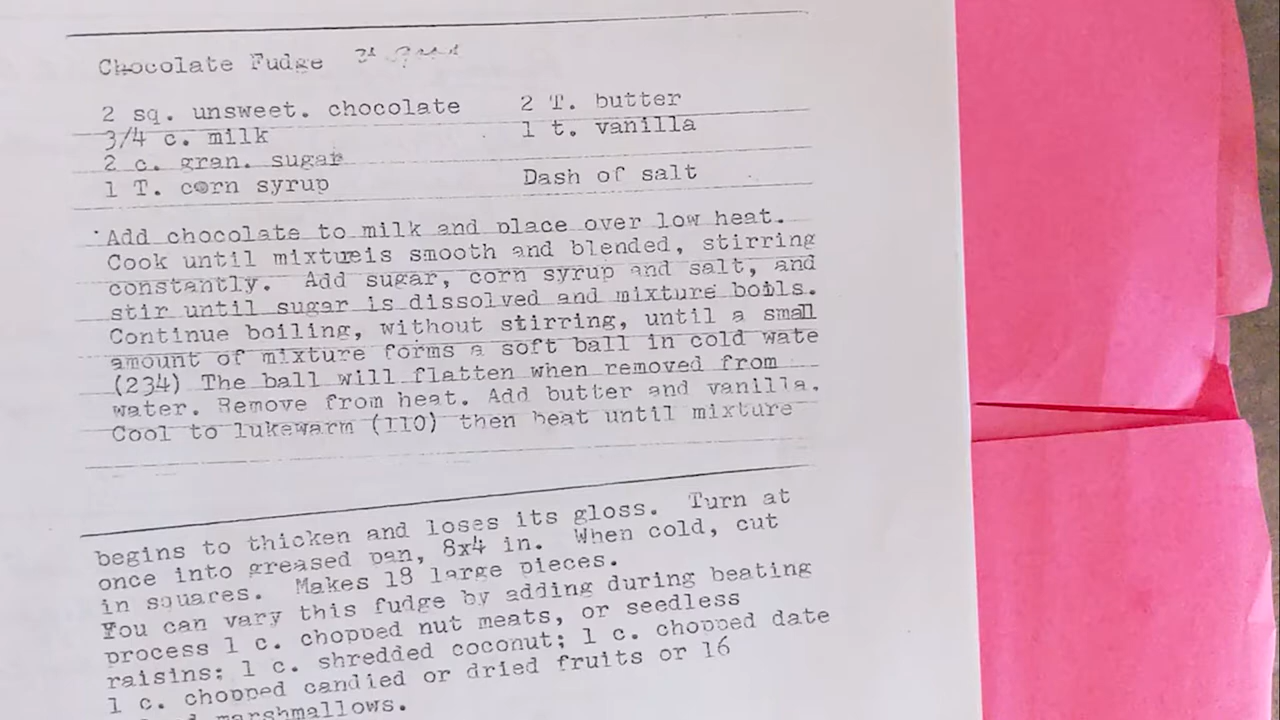 Chocolate Fudge
2 sq. unsweet. chocolate 2 T. butter
3/4 c. milk 1 t. vanilla
2 c. gran. sugar
1 T. corn syrup Dash of salt
Add chocolate to milk and place over low heat.
Cook until mixtureis smooth and blended, stirring
constantly. Add sugar, corn syrup and salt, and
stir until sugar is dissolved and mixture boils.
Continue boiling, without stirring, until a small
amount of mixture forms a soft ball in cold wate
(234) The ball will flatten when removed from
water. Remove from heat. Add butter and vanilla.
Cool to lukewarm (110) then beat until mixture
begins to thicken and loses its gloss. Turn at
once into greased pan, 8x4 in. When cold, cut
in squares. Makes 18 large pieces.
You can vary this fudge by adding during beating
process 1 c. chopped nut meats, or seedless
raisins; 1 c. shredded coconut; 1 c. chopped date
1 c. chopped candied or dried fruits or 16
marshmallows.